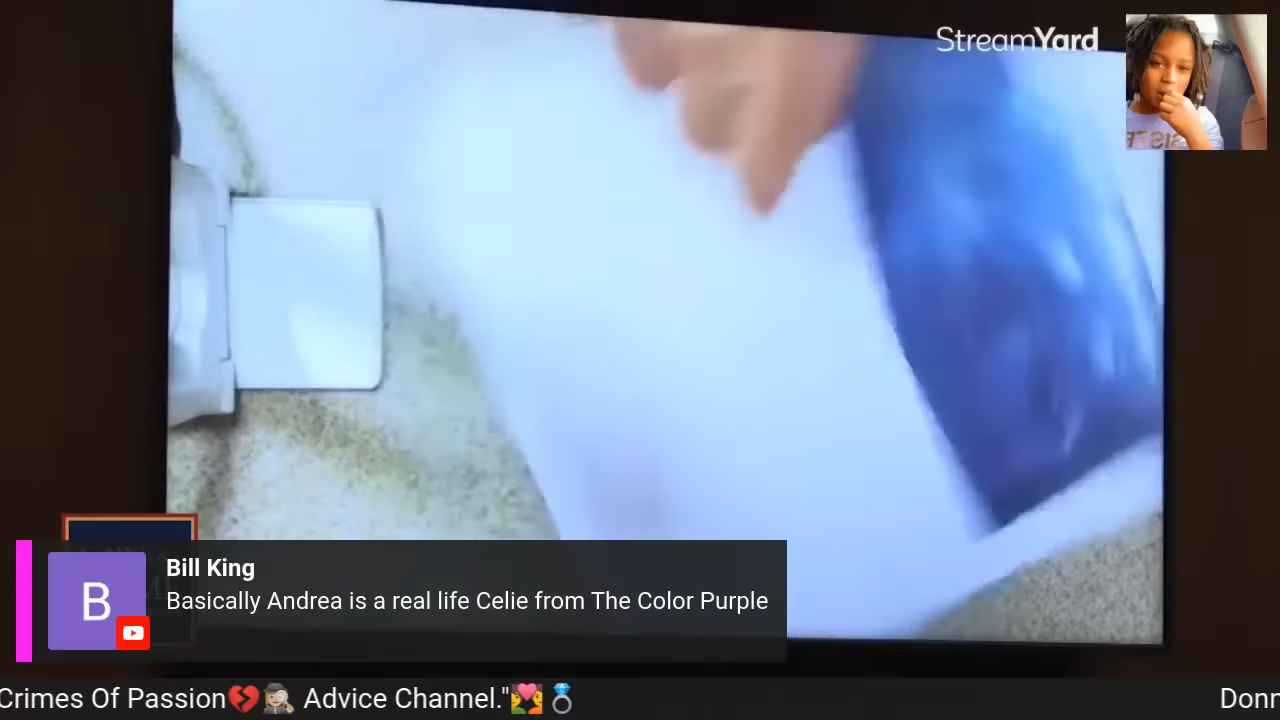 StreamYard
B
Bill King
Basically Andrea is a real life Celie from The Color Purple
Crimes Of Passion💔🕵🏼 Advice Channel."💑💍
Donn